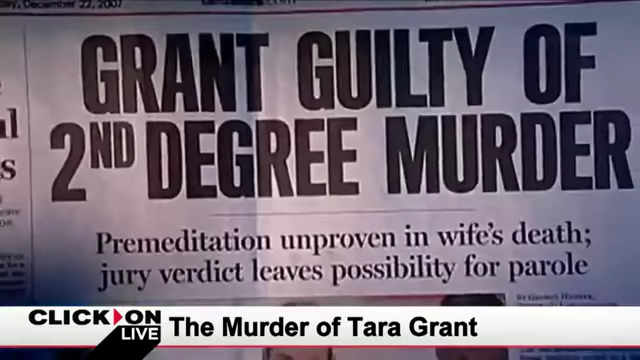 December 22, 2007
GRANT GUILTY OF
2ND DEGREE MURDER
Premeditation unproven in wife's death;
jury verdict leaves possibility for parole
CLICK ON
LIVE
The Murder of Tara Grant